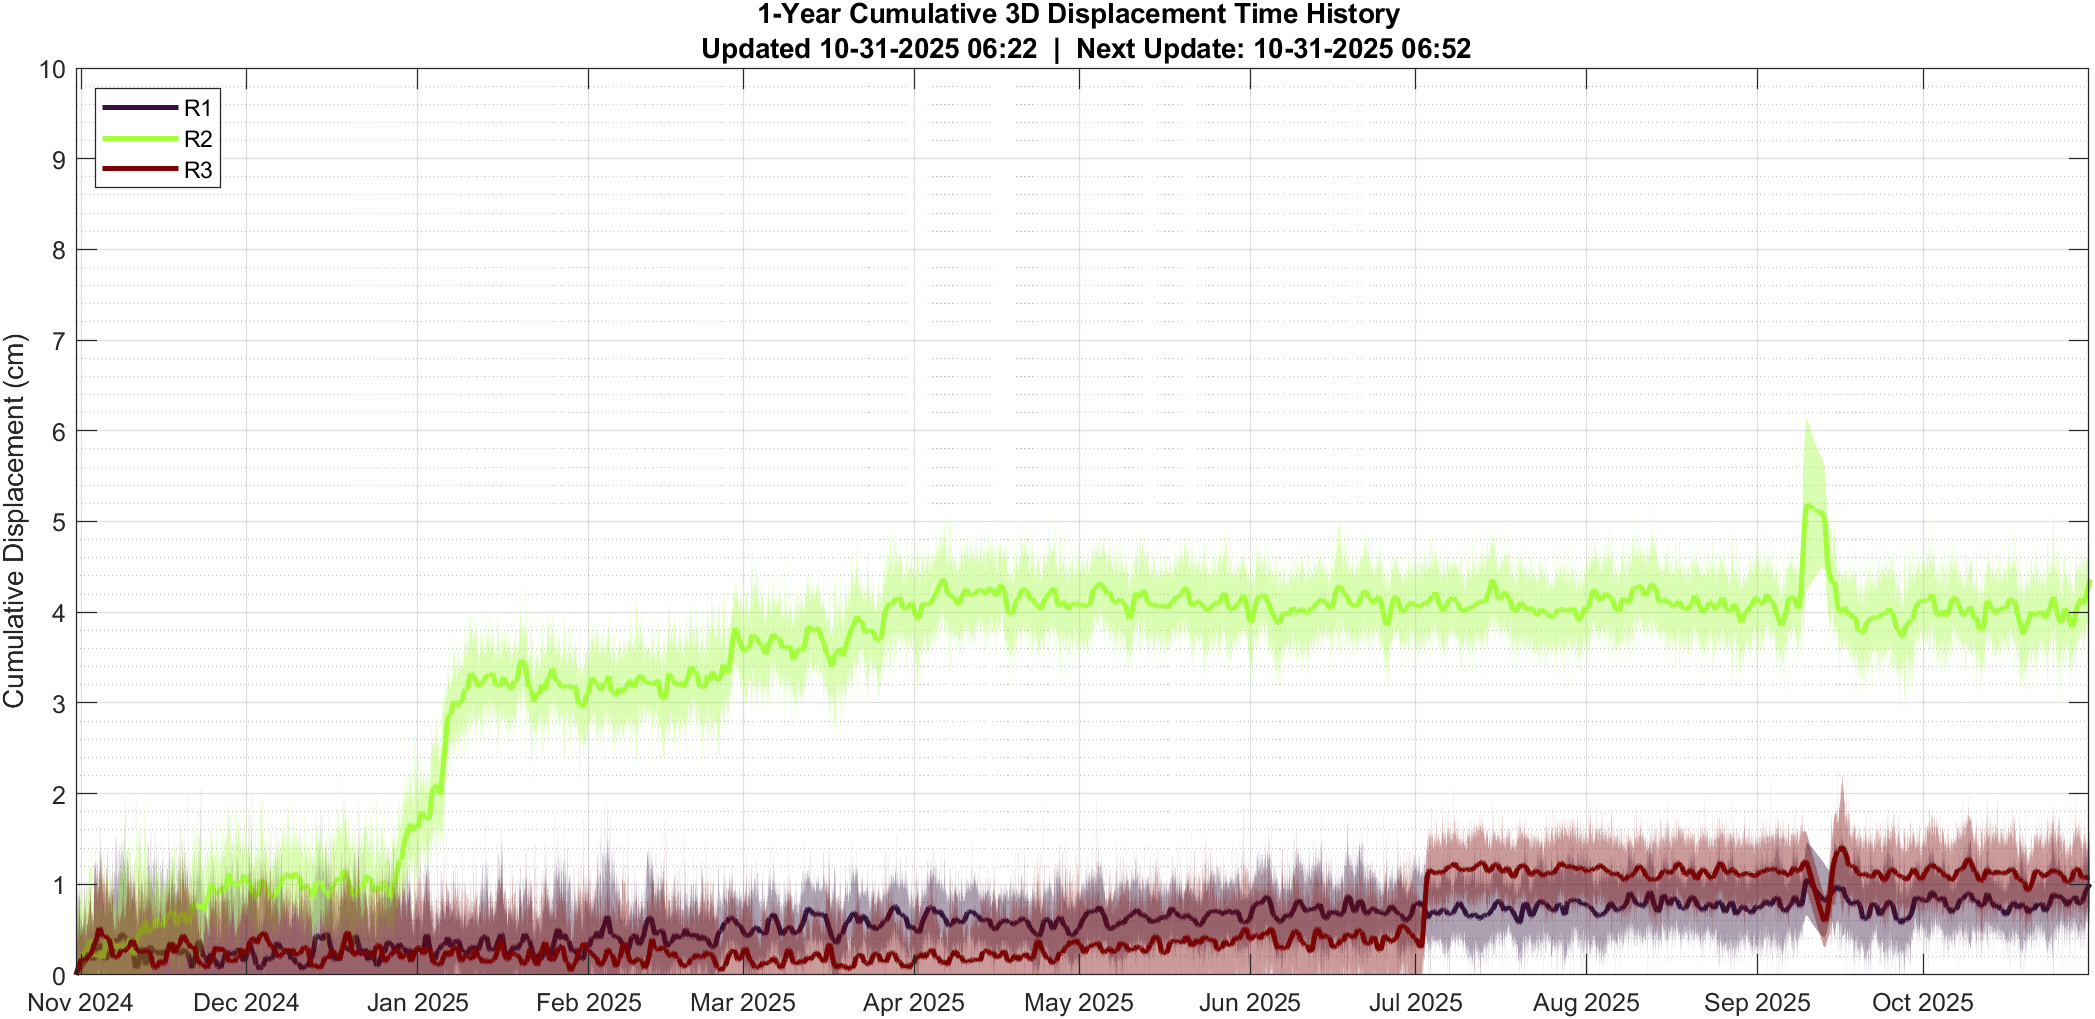 1-Year Cumulative 3D Displacement Time History
Updated 10-31-2025 06:22 | Next Update: 10-31-2025 06:52
R1
R2
R3
Cumulative Displacement (cm)
10
9
8
7
6
5
4
3
2
1
0
Nov 2024 Dec 2024 Jan 2025 Feb 2025 Mar 2025 Apr 2025 May 2025 Jun 2025 Jul 2025 Aug 2025 Sep 2025 Oct 2025